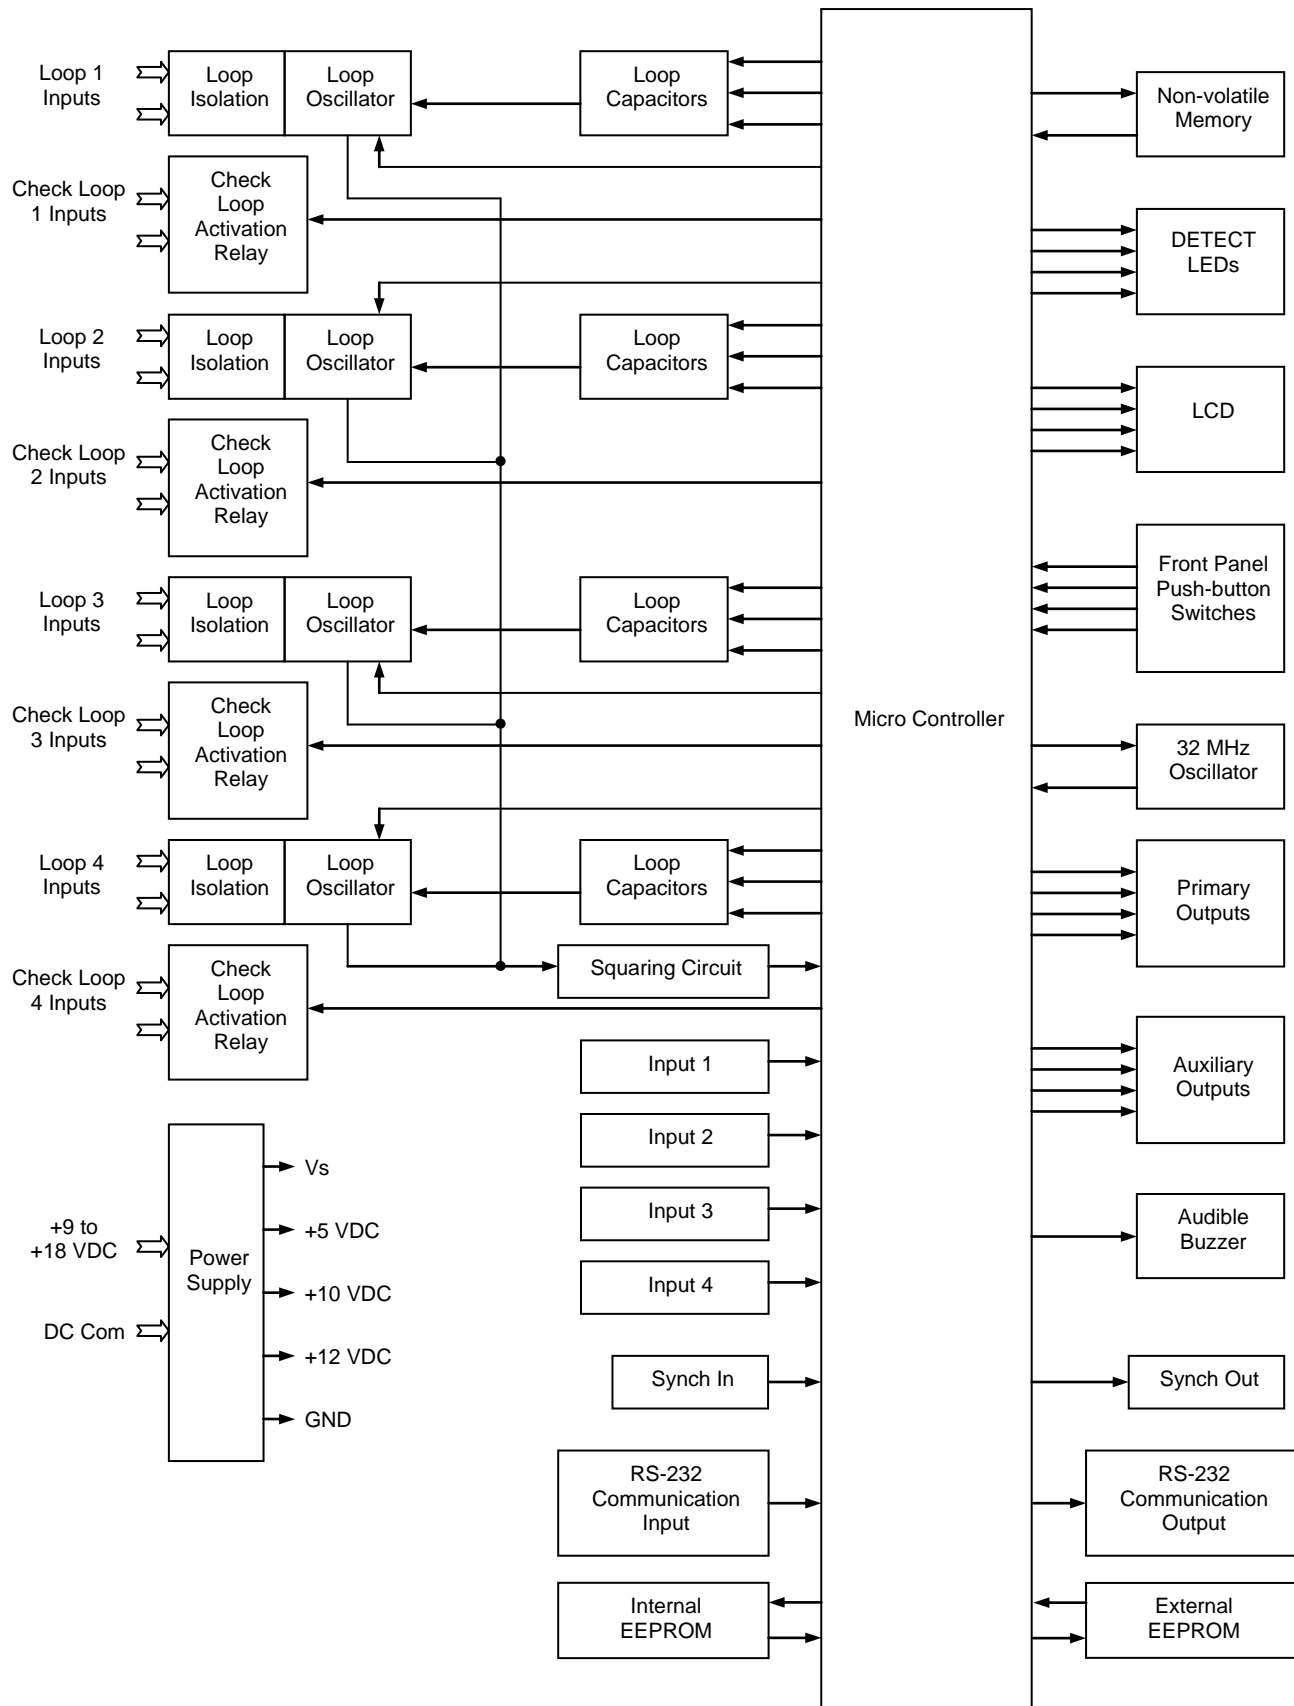 Loop 1
Inputs
Loop
Isolation
Loop
Oscillator
Loop
Capacitors
Check Loop
1 Inputs
Check
Loop
Activation
Relay
Loop 2
Inputs
Loop
Isolation
Loop
Oscillator
Loop
Capacitors
Check Loop
2 Inputs
Check
Loop
Activation
Relay
Loop 3
Inputs
Loop
Isolation
Loop
Oscillator
Loop
Capacitors
Check Loop
3 Inputs
Check
Loop
Activation
Relay
Loop 4
Inputs
Loop
Isolation
Loop
Oscillator
Loop
Capacitors
Check Loop
4 Inputs
Check
Loop
Activation
Relay
Squaring Circuit
Input 1
Input 2
Input 3
Input 4
Synch In
RS-232
Communication
Input
Internal
EEPROM
+9 to
+18 VDC
DC Com
Power
Supply
Vs
+5 VDC
+10 VDC
+12 VDC
GND
Micro Controller
Non-volatile
Memory
DETECT
LEDs
LCD
Front Panel
Push-button
Switches
32 MHz
Oscillator
Primary
Outputs
Auxiliary
Outputs
Audible
Buzzer
Synch Out
RS-232
Communication
Output
External
EEPROM